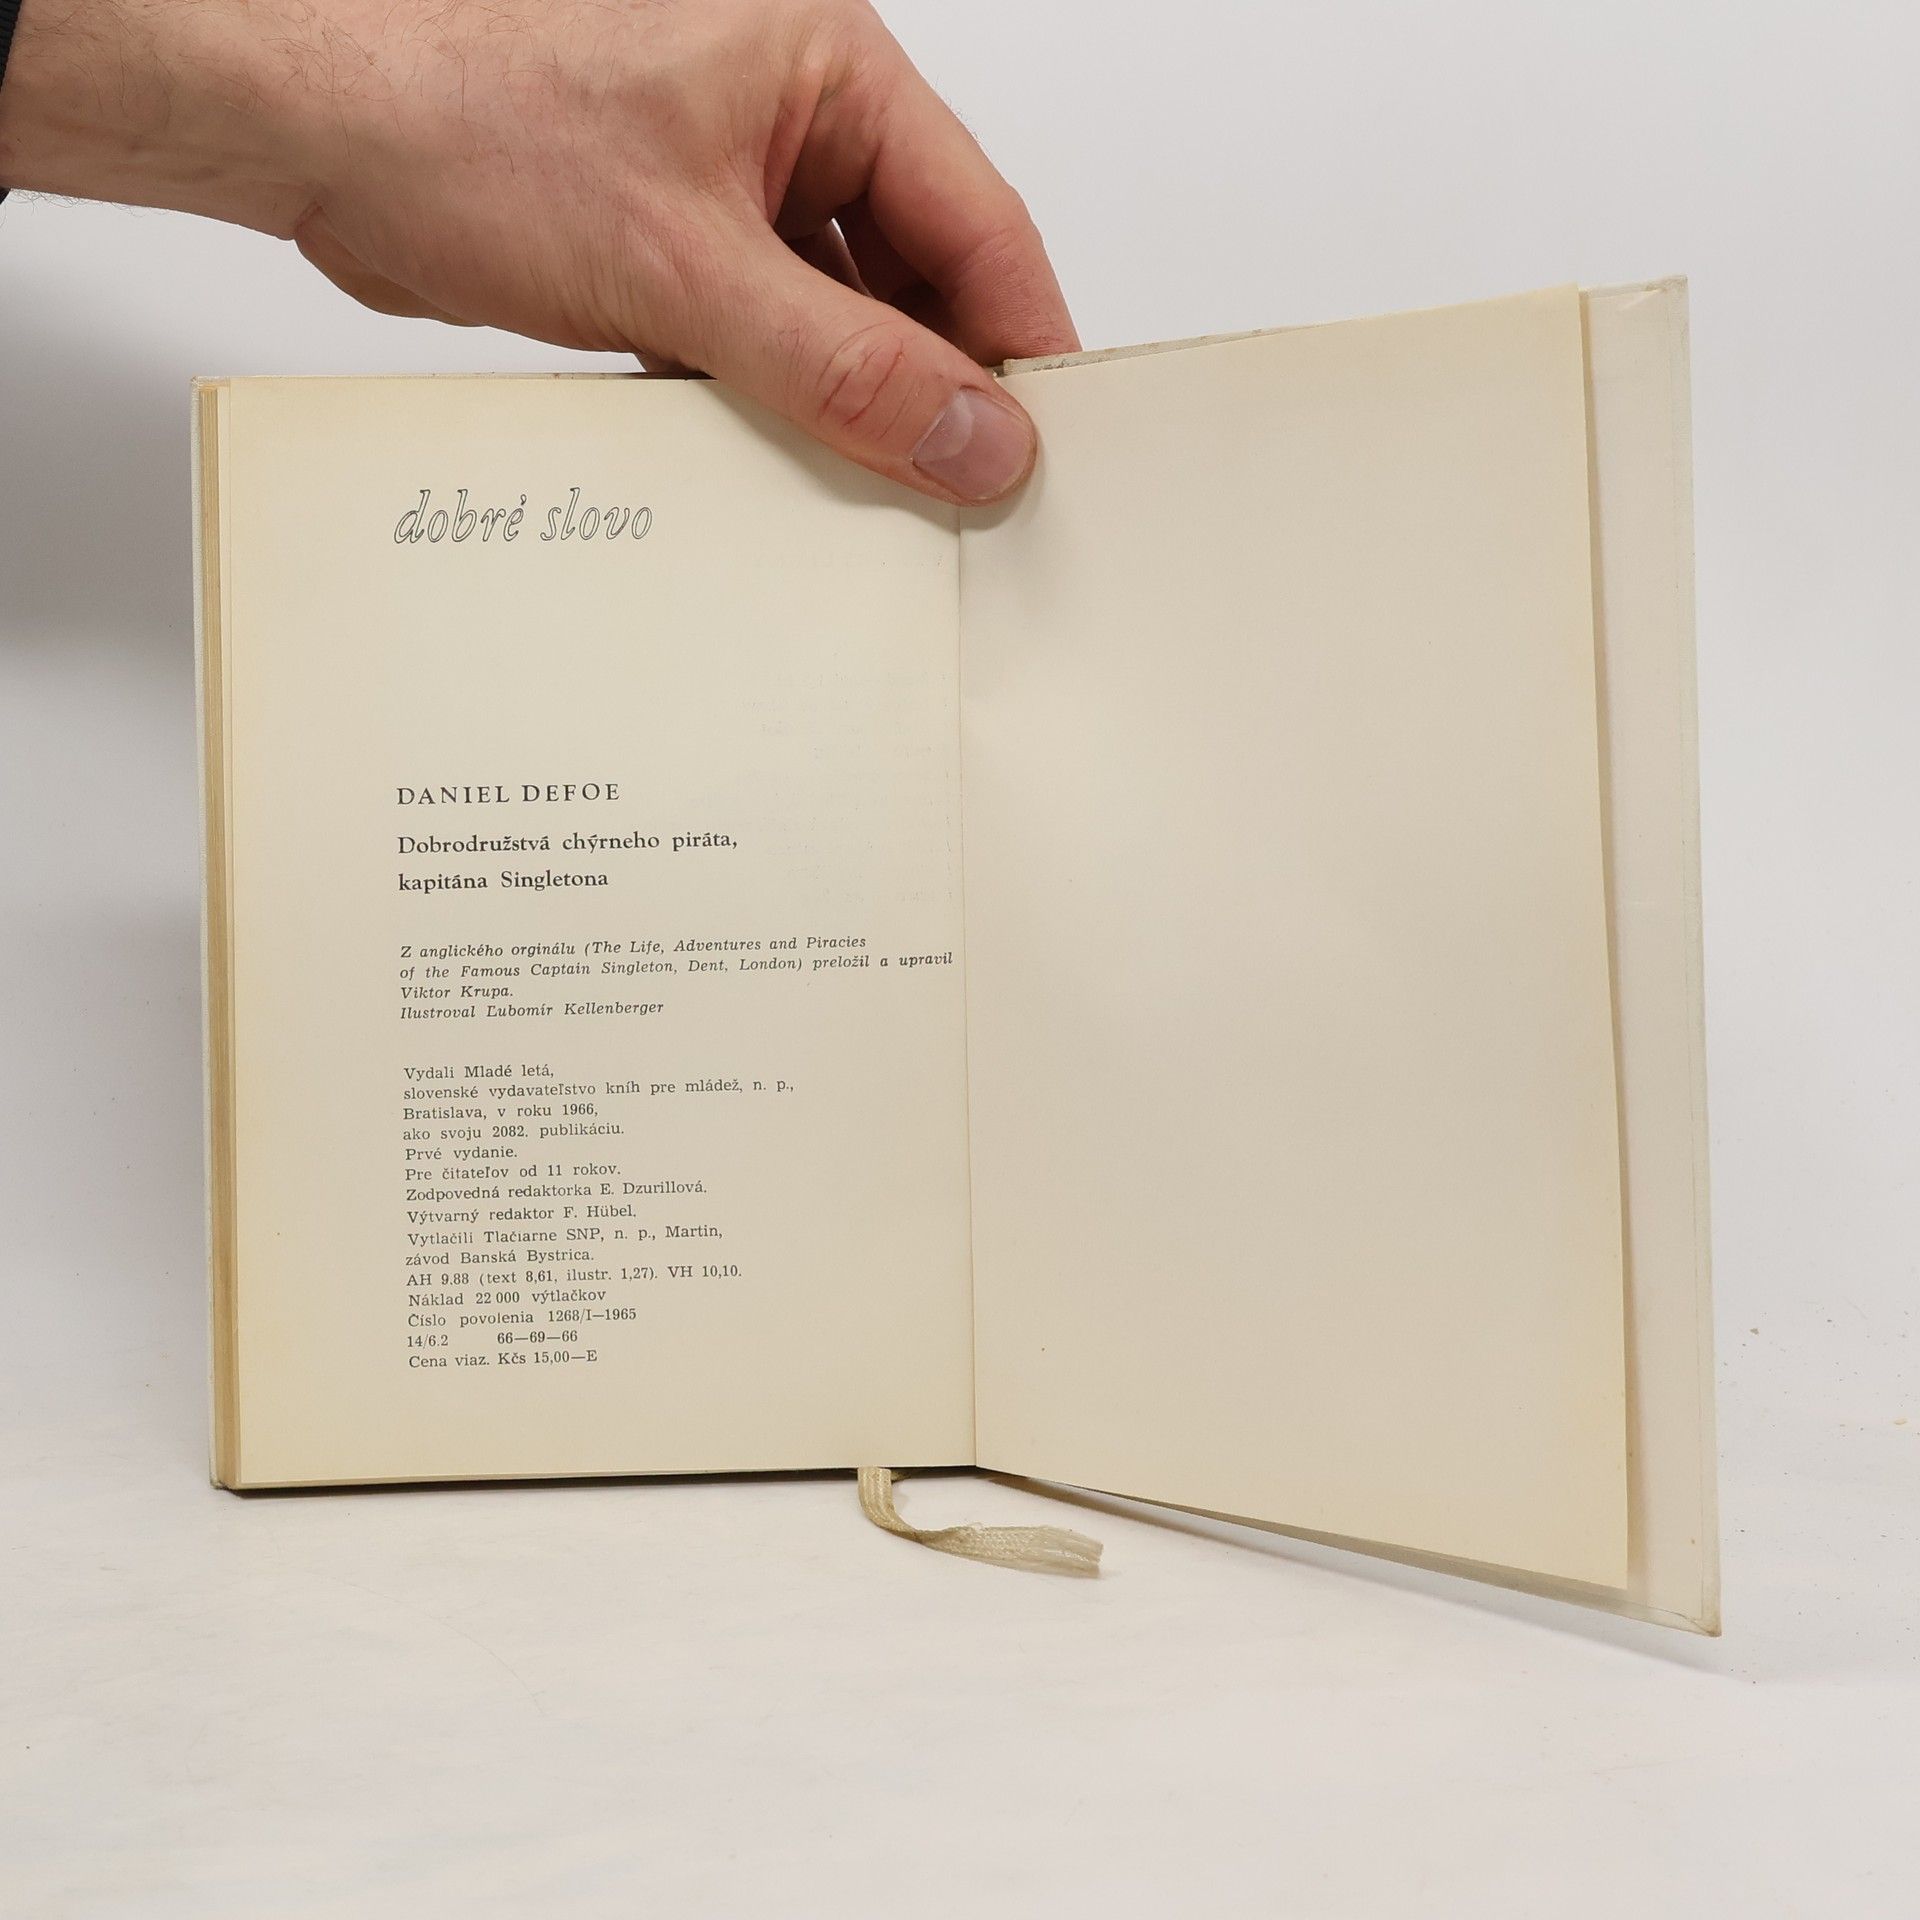 dobré slovo
DANIEL DEFOE
Dobrodružstvá chýrneho piráta,
kapitána Singletona
Z anglického orginálu (The Life, Adventures and Piracies
of the Famous Captain Singleton, Dent, London) preložil a upravil
Viktor Krupa.
Ilustroval Ľubomír Kellenberger
Vydali Mladé letá,
slovenské vydavateľstvo kníh pre mládež, n. p.,
Bratislava, v roku 1966,
ako svoju 2082. publikáciu.
Prvé vydanie.
Pre čitateľov od 11 rokov.
Zodpovedná redaktorka E. Dzurillová.
Výtvarný redaktor F. Hübel.
Vytlačili Tlačiarne SNP, n. p., Martin,
závod Banská Bystrica.
AH 9.88 (text 8,61, ilustr. 1,27). VH 10,10.
Náklad 22 000 výtlačkov
Číslo povolenia 1268/I—1965
14/6.2 66—69—66
Cena viaz. Kčs 15,00—E